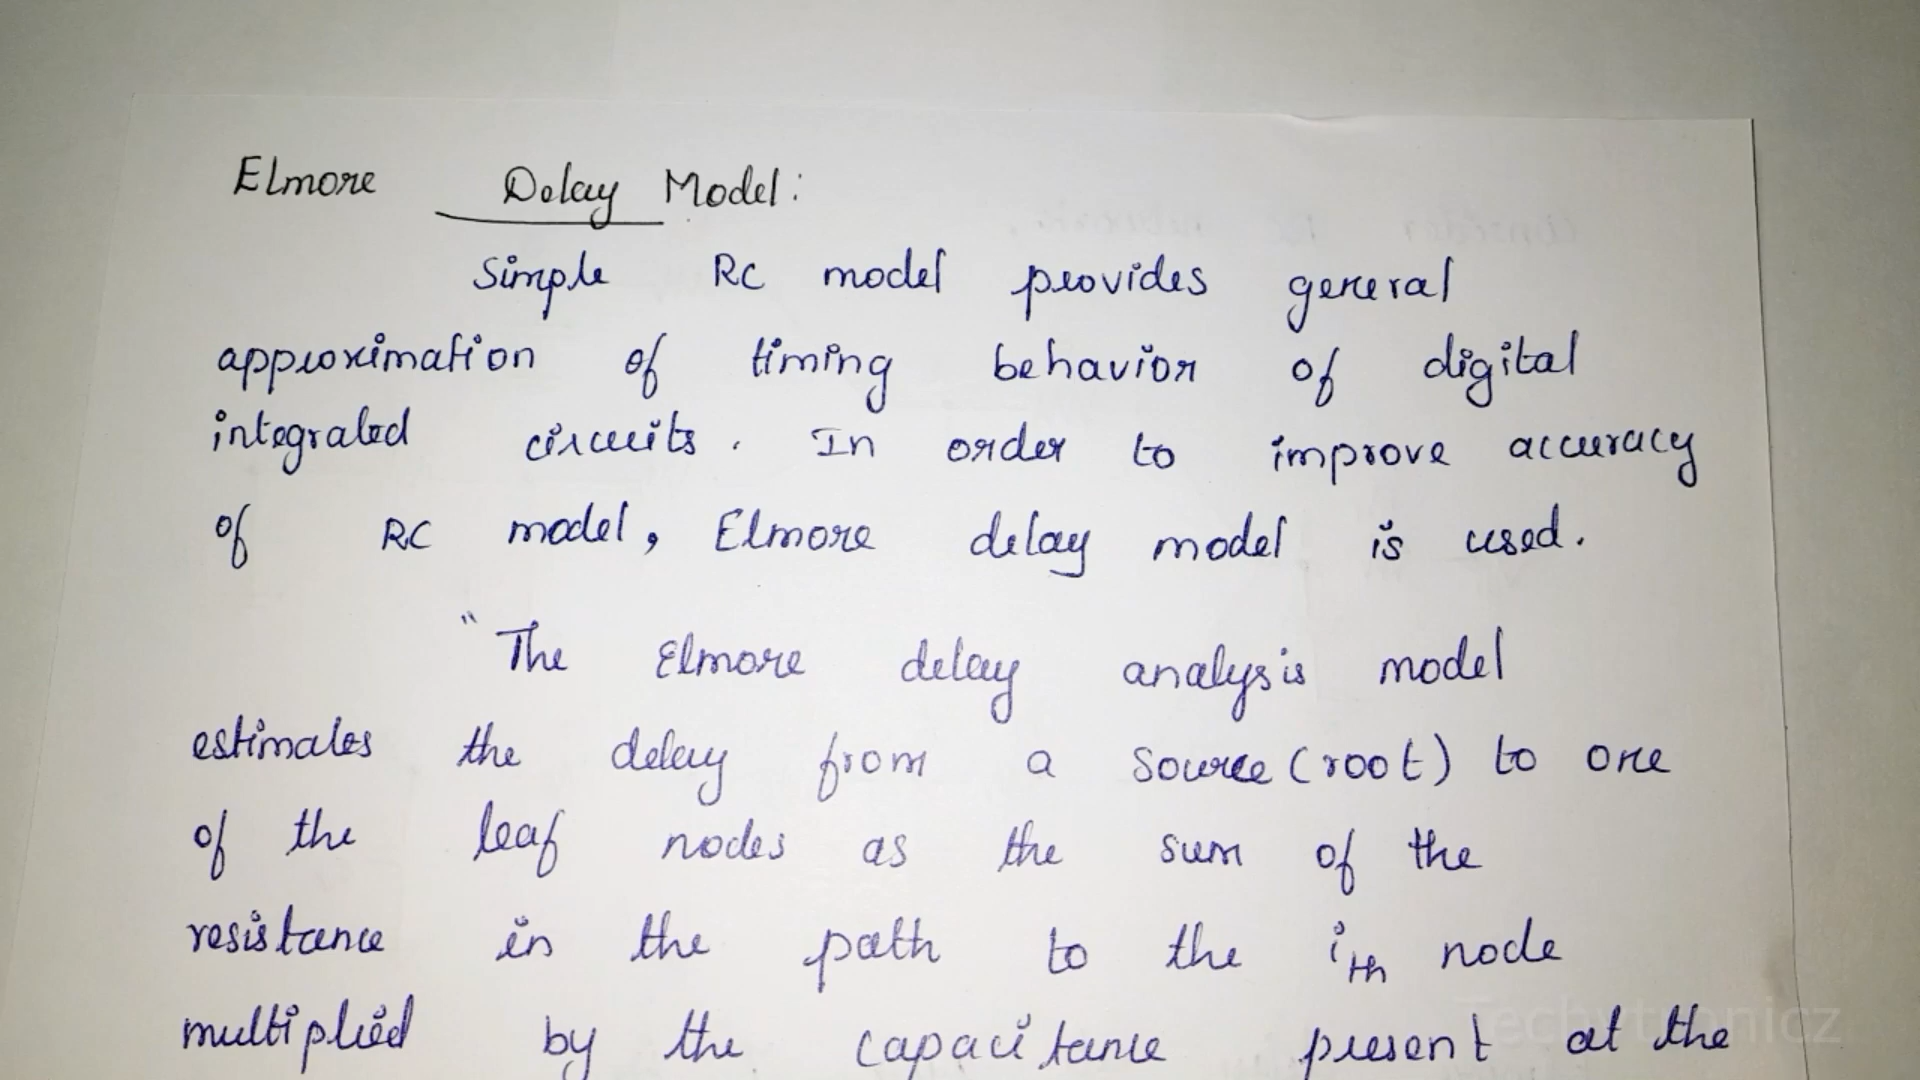 Elmore Delay Model:
Simple RC model provides general
approximation of timing behavior of digital
integrated circuits. In order to improve accuracy
of RC model, Elmore delay model is used.
"The Elmore delay analysis model
estimates the delay from a source (root) to one
of the leaf nodes as the sum of the
resistance in the path to the ith node
multiplied by the capacitance present at the
Techytronicz